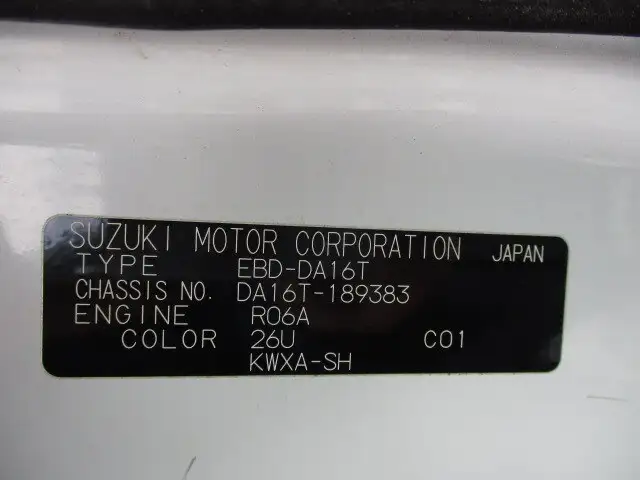 SUZUKI MOTOR CORPORATION JAPAN
TYPE EBD-DA16T
CHASSIS NO. DA16T-189383
ENGINE R06A
COLOR 26U C01
KWXA-SH